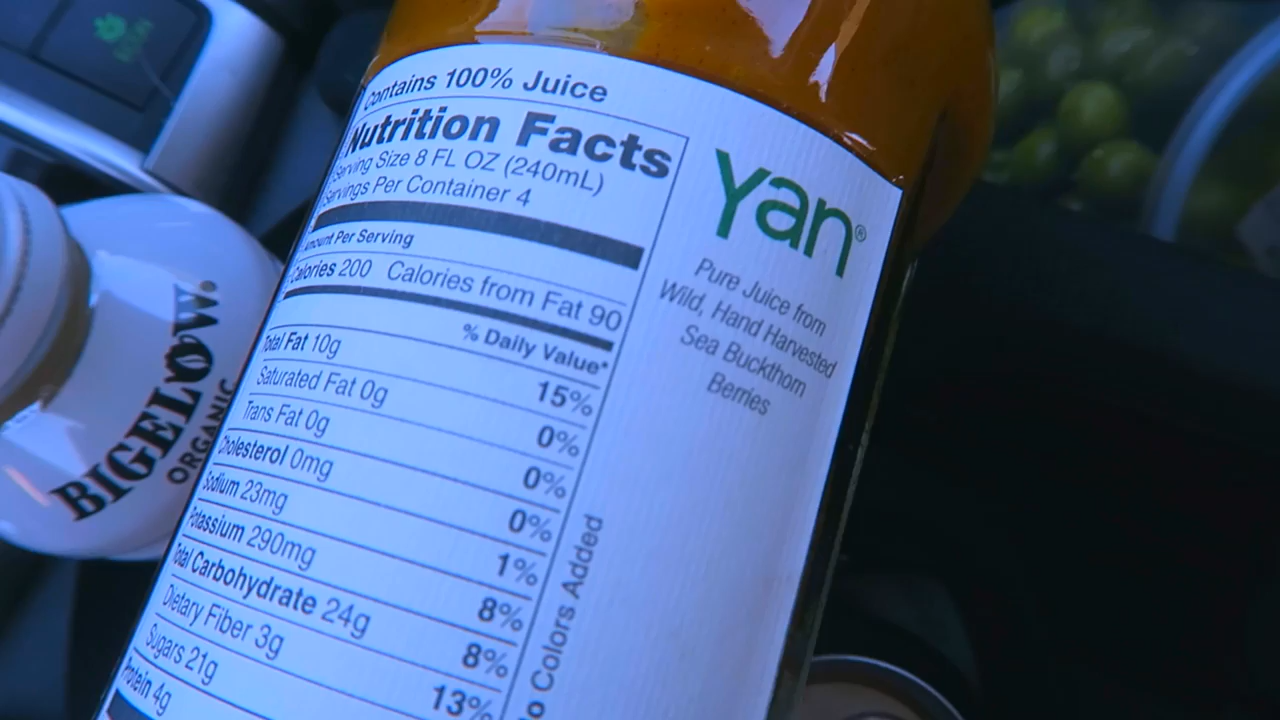 Contains 100% Juice
Nutrition Facts
Serving Size 8 FL OZ (240mL)
Servings Per Container 4
Amount Per Serving
Calories 200 Calories from Fat 90
% Daily Value*
Total Fat 10g 15%
Saturated Fat 0g 0%
Trans Fat 0g 0%
Cholesterol 0mg 0%
Sodium 23mg 1%
Potassium 290mg 8%
Total Carbohydrate 24g 8%
Dietary Fiber 3g 13%
Sugars 21g
Protein 4g
Colors Added
Yan®
Pure Juice from
Wild, Hand Harvested
Sea Buckthorn
Berries
BIGELOW.
ORGANIC